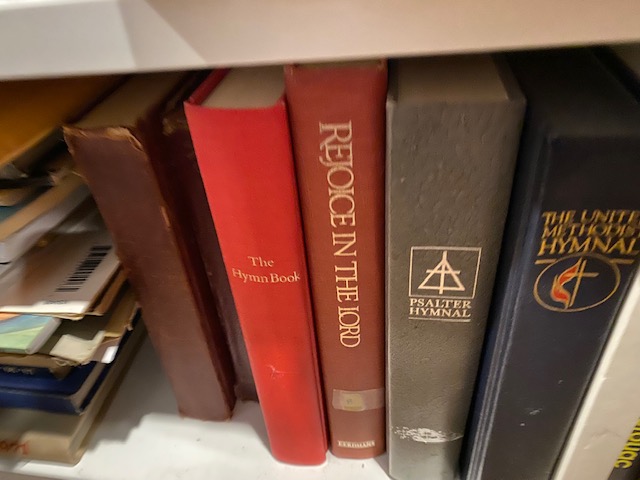 The
Hymn Book
REJOICE IN THE LORD
EERDMANS
PSALTER
HYMNAL
THE UNITE
METHODIS
HYMNAL